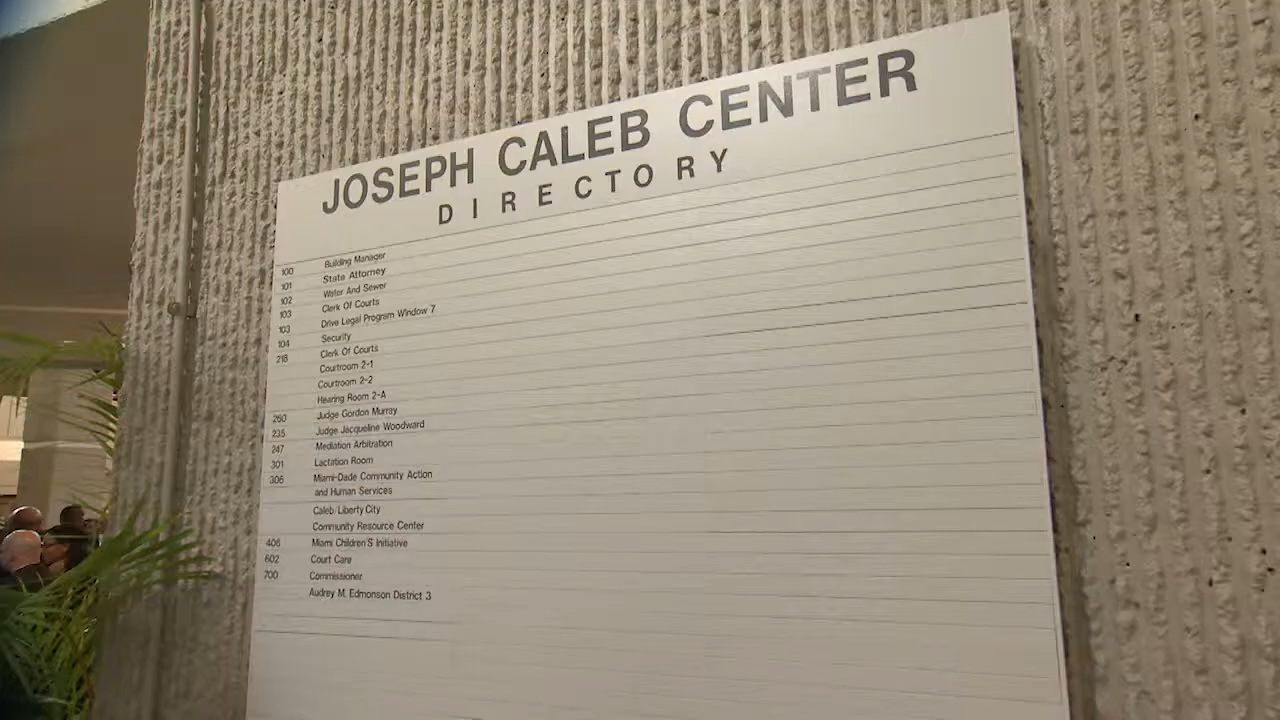 JOSEPH CALEB CENTER
DIRECTORY
100 Building Manager
101 State Attorney
102 Water And Sewer
103 Clerk Of Courts
103 Drive Legal Program Window 7
104 Security
218 Clerk Of Courts
Courtroom 2-1
Courtroom 2-2
Hearing Room 2-A
260 Judge Gordon Murray
235 Judge Jacqueline Woodward
247 Mediation Arbitration
301 Lactation Room
306 Miami-Dade Community Action
and Human Services
Caleb/Liberty City
Community Resource Center
406 Miami Children'S Initiative
602 Court Care
700 Commissioner
Audrey M. Edmonson District 3